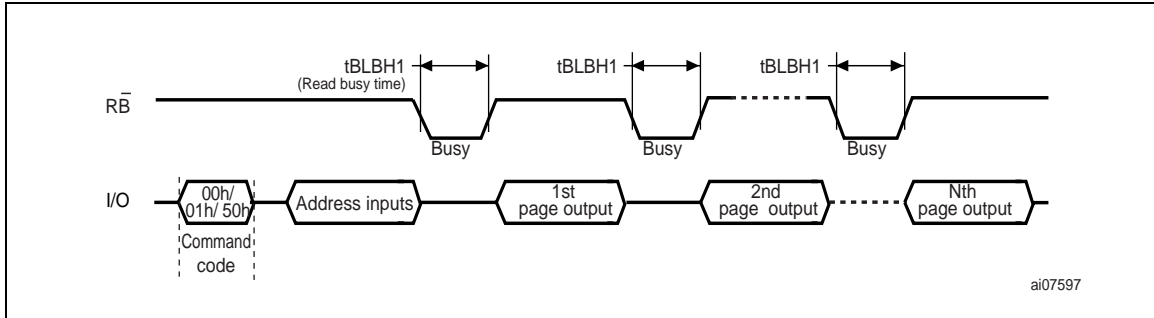 tBLBH1 tBLBH1 tBLBH1
(Read busy time)
RB̅
Busy Busy Busy
I/O
00h/
01h/ 50h
Address inputs
1st
page output
2nd
page output
Nth
page output
Command
code
ai07597